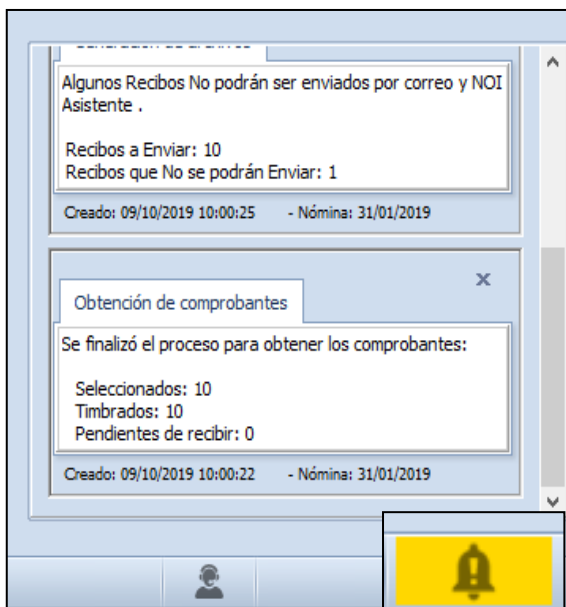 Generación de archivos
Algunos Recibos No podrán ser enviados por correo y NOI
Asistente .
Recibos a Enviar: 10
Recibos que No se podrán Enviar: 1
Creado: 09/10/2019 10:00:25 - Nómina: 31/01/2019
Obtención de comprobantes
Se finalizó el proceso para obtener los comprobantes:
Seleccionados: 10
Timbrados: 10
Pendientes de recibir: 0
Creado: 09/10/2019 10:00:22 - Nómina: 31/01/2019